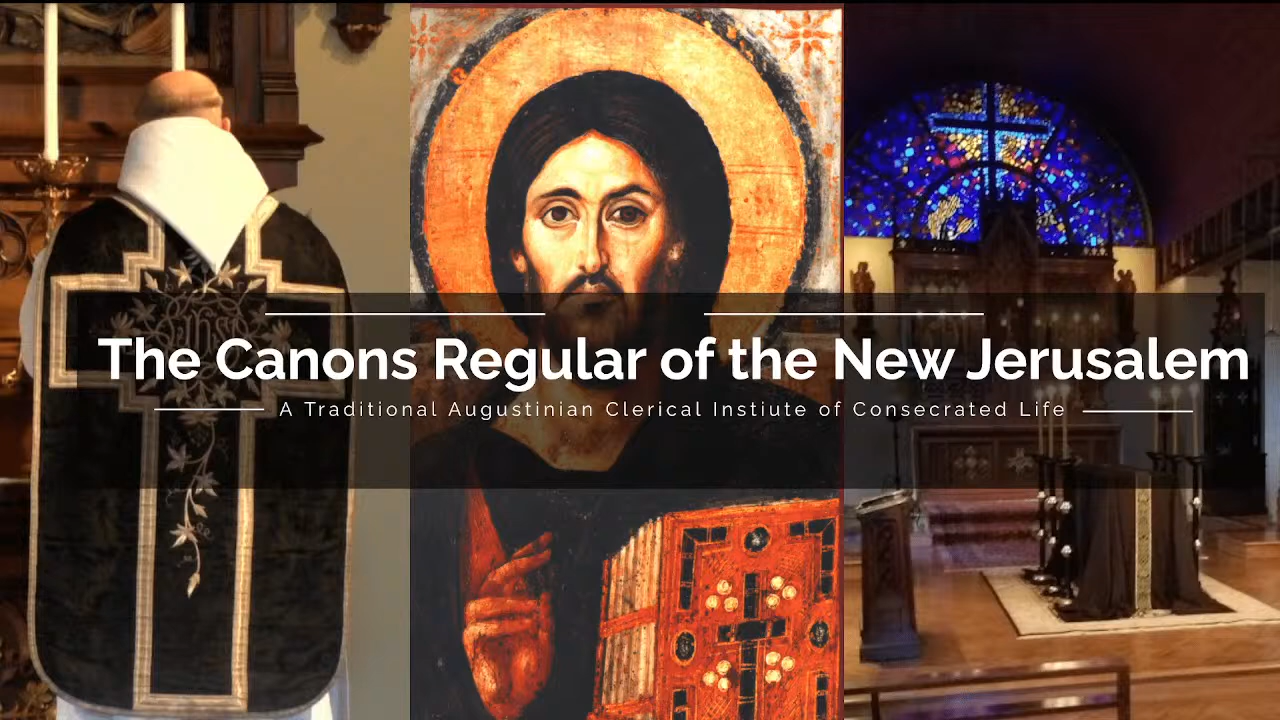 The Canons Regular of the New Jerusalem
A Traditional Augustinian Clerical Instiute of Consecrated Life